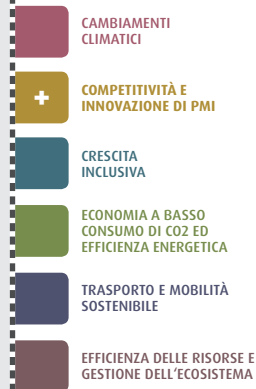 CAMBIAMENTI
CLIMATICI
+
COMPETITIVITÀ E
INNOVAZIONE DI PMI
CRESCITA
INCLUSIVA
ECONOMIA A BASSO
CONSUMO DI CO2 ED
EFFICIENZA ENERGETICA
TRASPORTO E MOBILITÀ
SOSTENIBILE
EFFICIENZA DELLE RISORSE E
GESTIONE DELL'ECOSISTEMA